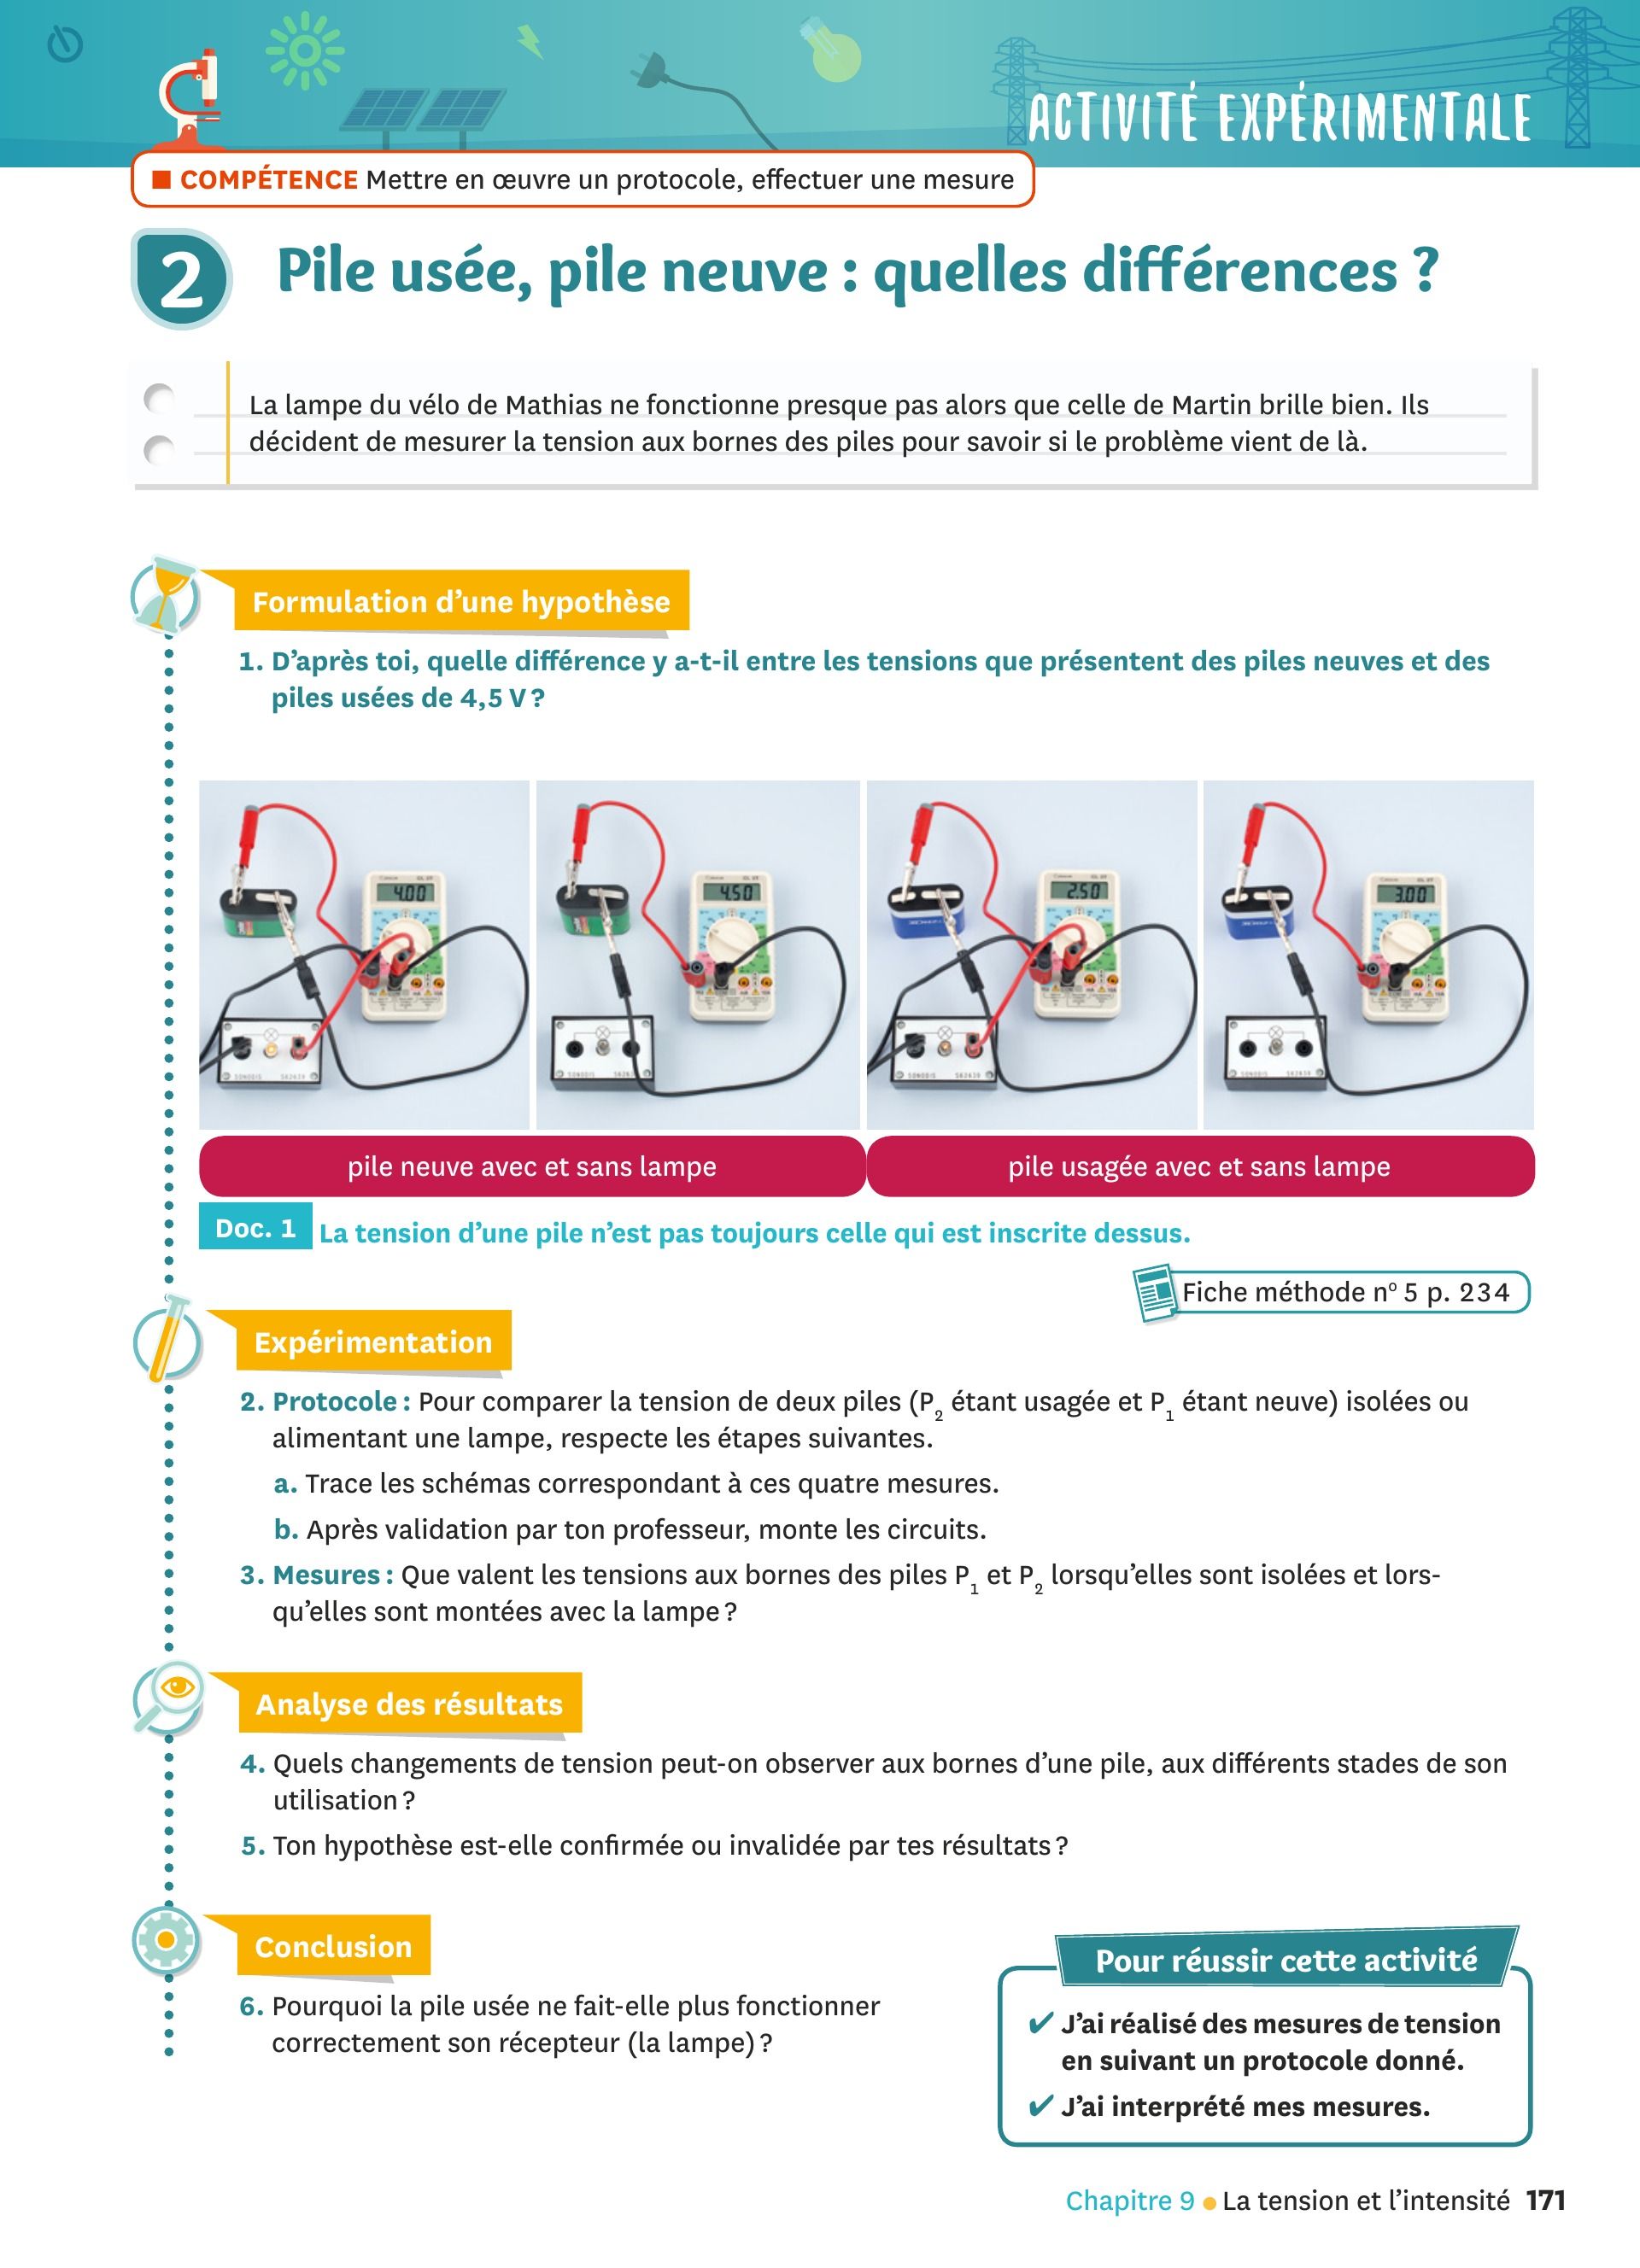 ACTIVITÉ EXPÉRIMENTALE
■ COMPÉTENCE Mettre en œuvre un protocole, effectuer une mesure
2 Pile usée, pile neuve : quelles différences ?
La lampe du vélo de Mathias ne fonctionne presque pas alors que celle de Martin brille bien. Ils
décident de mesurer la tension aux bornes des piles pour savoir si le problème vient de là.
Formulation d’une hypothèse
1. D’après toi, quelle différence y a-t-il entre les tensions que présentent des piles neuves et des
piles usées de 4,5 V ?
4.00
4.50
2.50
3.00
SONODIS
SONODIS
SONODIS
SONODIS
pile neuve avec et sans lampe
pile usagée avec et sans lampe
Doc. 1 La tension d’une pile n’est pas toujours celle qui est inscrite dessus.
Fiche méthode nº 5 p. 234
Expérimentation
2. Protocole : Pour comparer la tension de deux piles (P2 étant usagée et P1 étant neuve) isolées ou
alimentant une lampe, respecte les étapes suivantes.
a. Trace les schémas correspondant à ces quatre mesures.
b. Après validation par ton professeur, monte les circuits.
3. Mesures : Que valent les tensions aux bornes des piles P1 et P2 lorsqu’elles sont isolées et lors-
qu’elles sont montées avec la lampe ?
Analyse des résultats
4. Quels changements de tension peut-on observer aux bornes d’une pile, aux différents stades de son
utilisation ?
5. Ton hypothèse est-elle confirmée ou invalidée par tes résultats ?
Conclusion
6. Pourquoi la pile usée ne fait-elle plus fonctionner
correctement son récepteur (la lampe) ?
Pour réussir cette activité
✔ J’ai réalisé des mesures de tension
en suivant un protocole donné.
✔ J’ai interprété mes mesures.
Chapitre 9 ● La tension et l’intensité 171